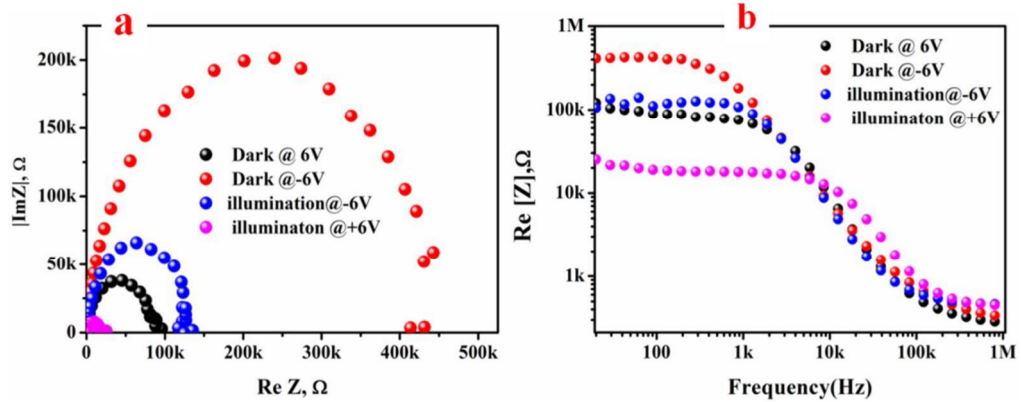 a
200k
150k
100k
50k
0
|ImZ|, Ω
Dark @ 6V
Dark @-6V
illumination@-6V
illuminaton @+6V
0
100k
200k
300k
400k
500k
Re Z, Ω
b
1M
100k
10k
1k
Re [Z],Ω
Dark @ 6V
Dark @-6V
illumination@-6V
illuminaton @+6V
100
1k
10k
100k
1M
Frequency(Hz)